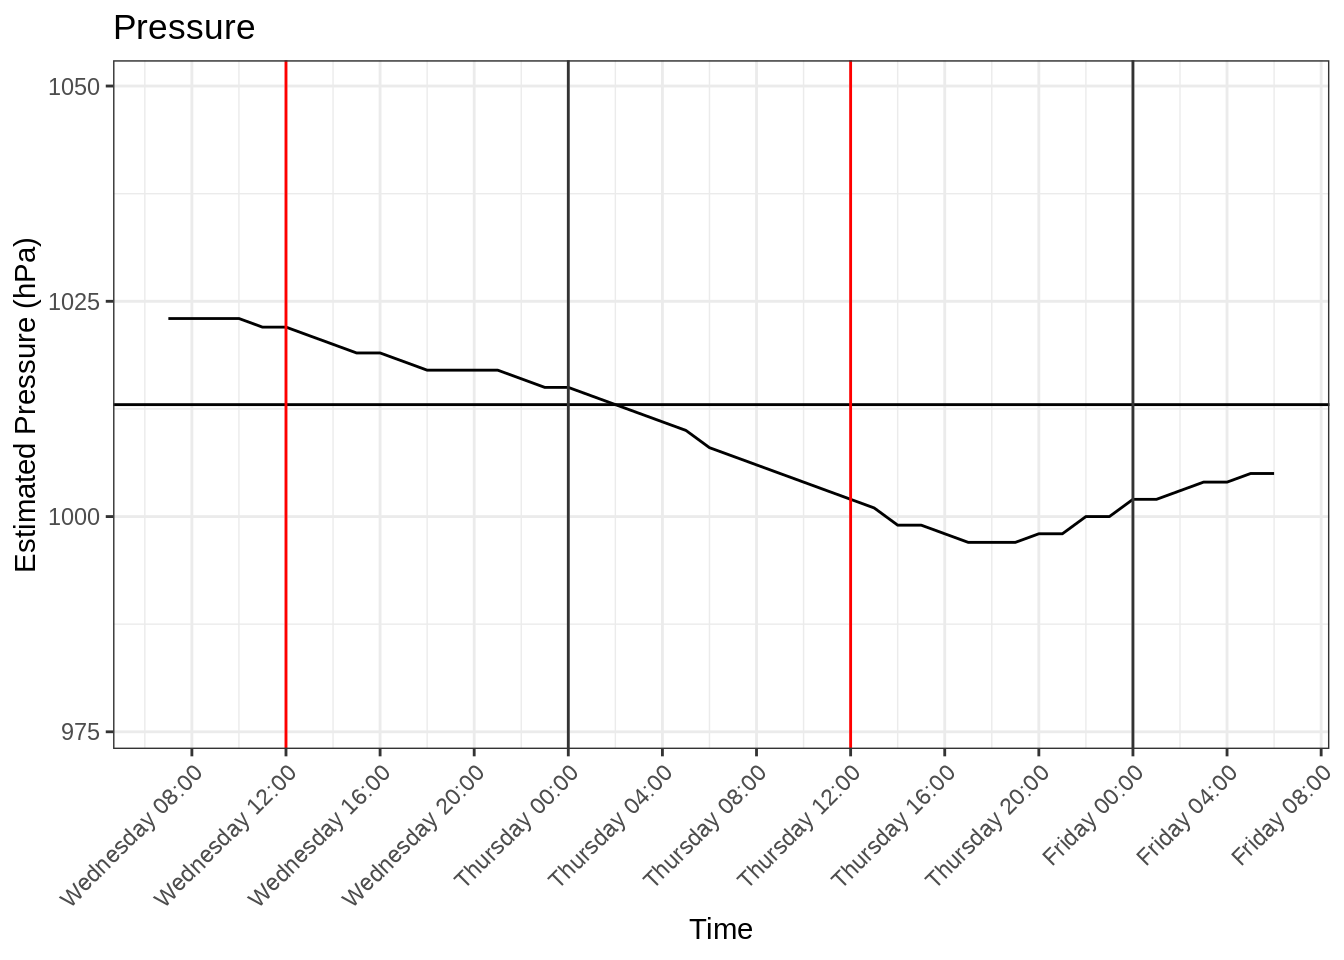 Pressure
Estimated Pressure (hPa)
1050
1025
1000
975
Wednesday 08:00
Wednesday 12:00
Wednesday 16:00
Wednesday 20:00
Thursday 00:00
Thursday 04:00
Thursday 08:00
Thursday 12:00
Thursday 16:00
Thursday 20:00
Friday 00:00
Friday 04:00
Friday 08:00
Time